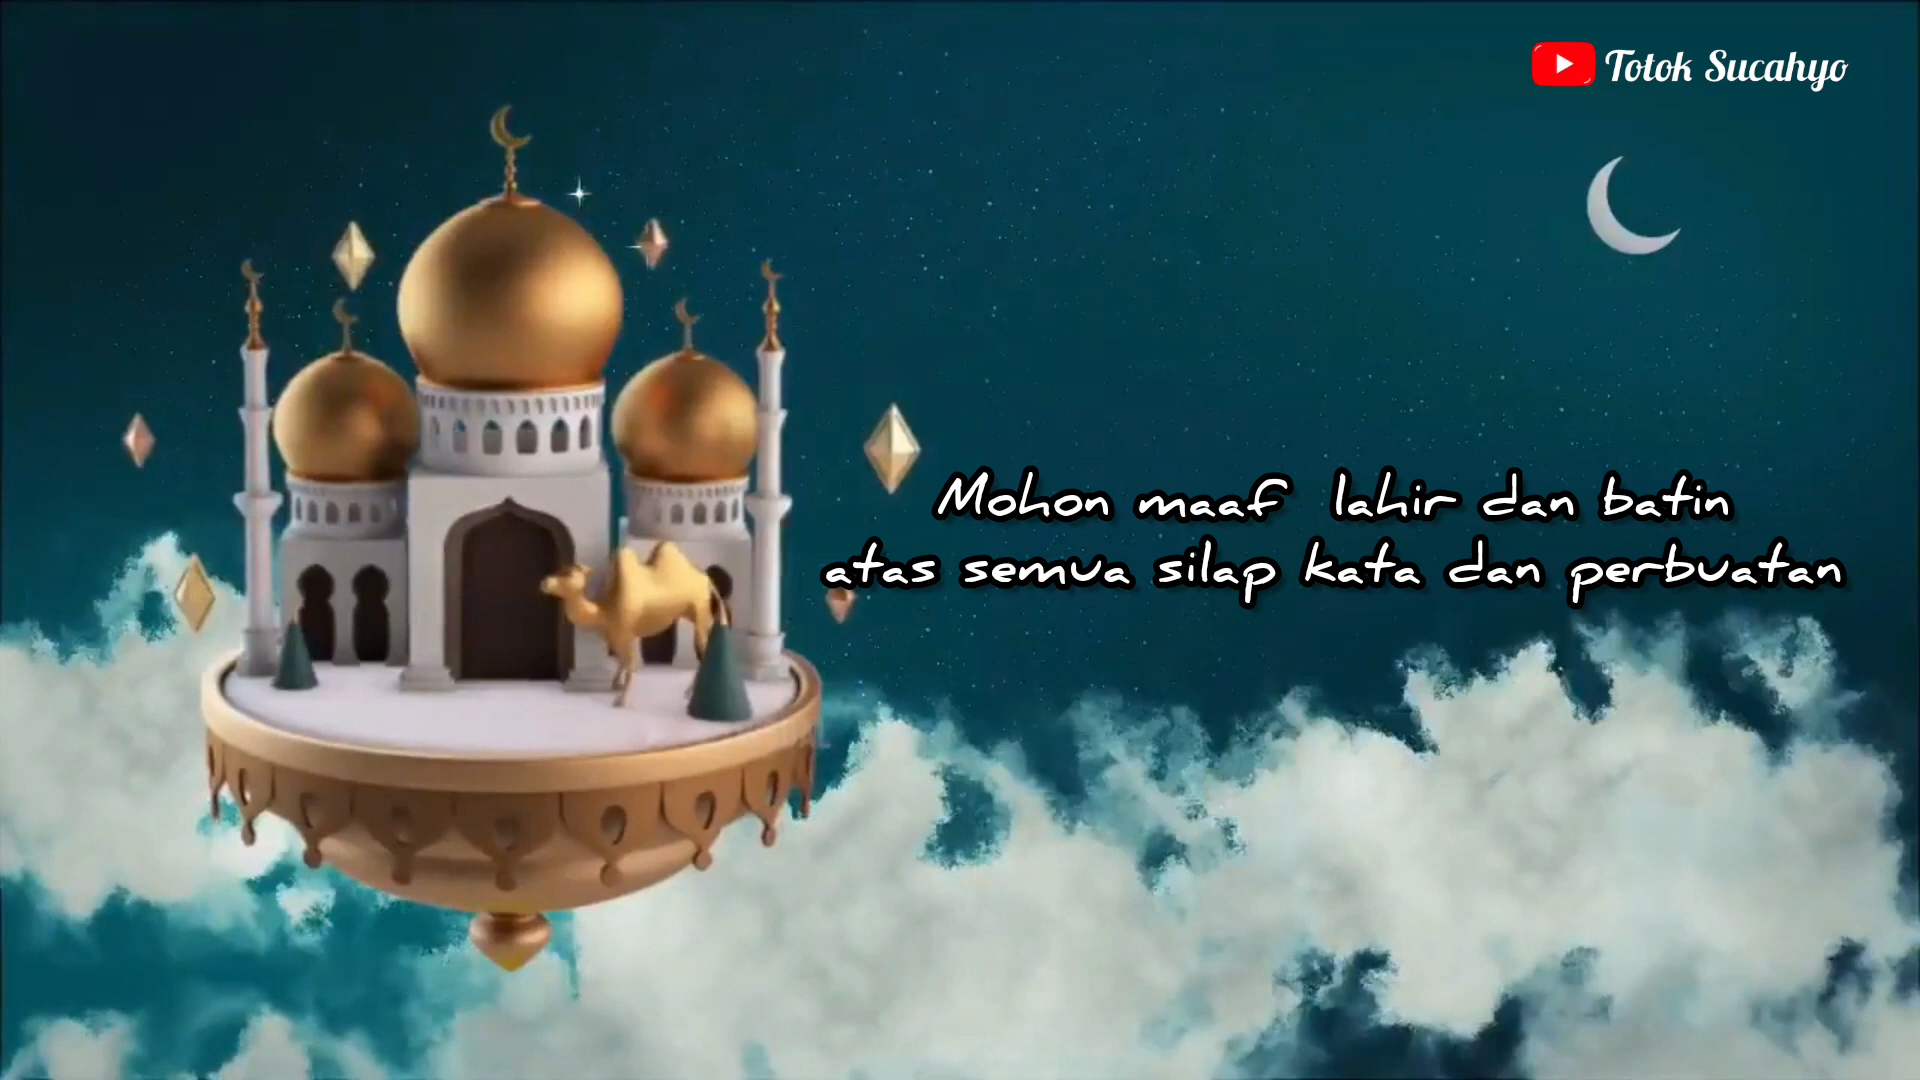 Totok Sucahyo
Mohon maaf lahir dan batin
atas semua silap kata dan perbuatan